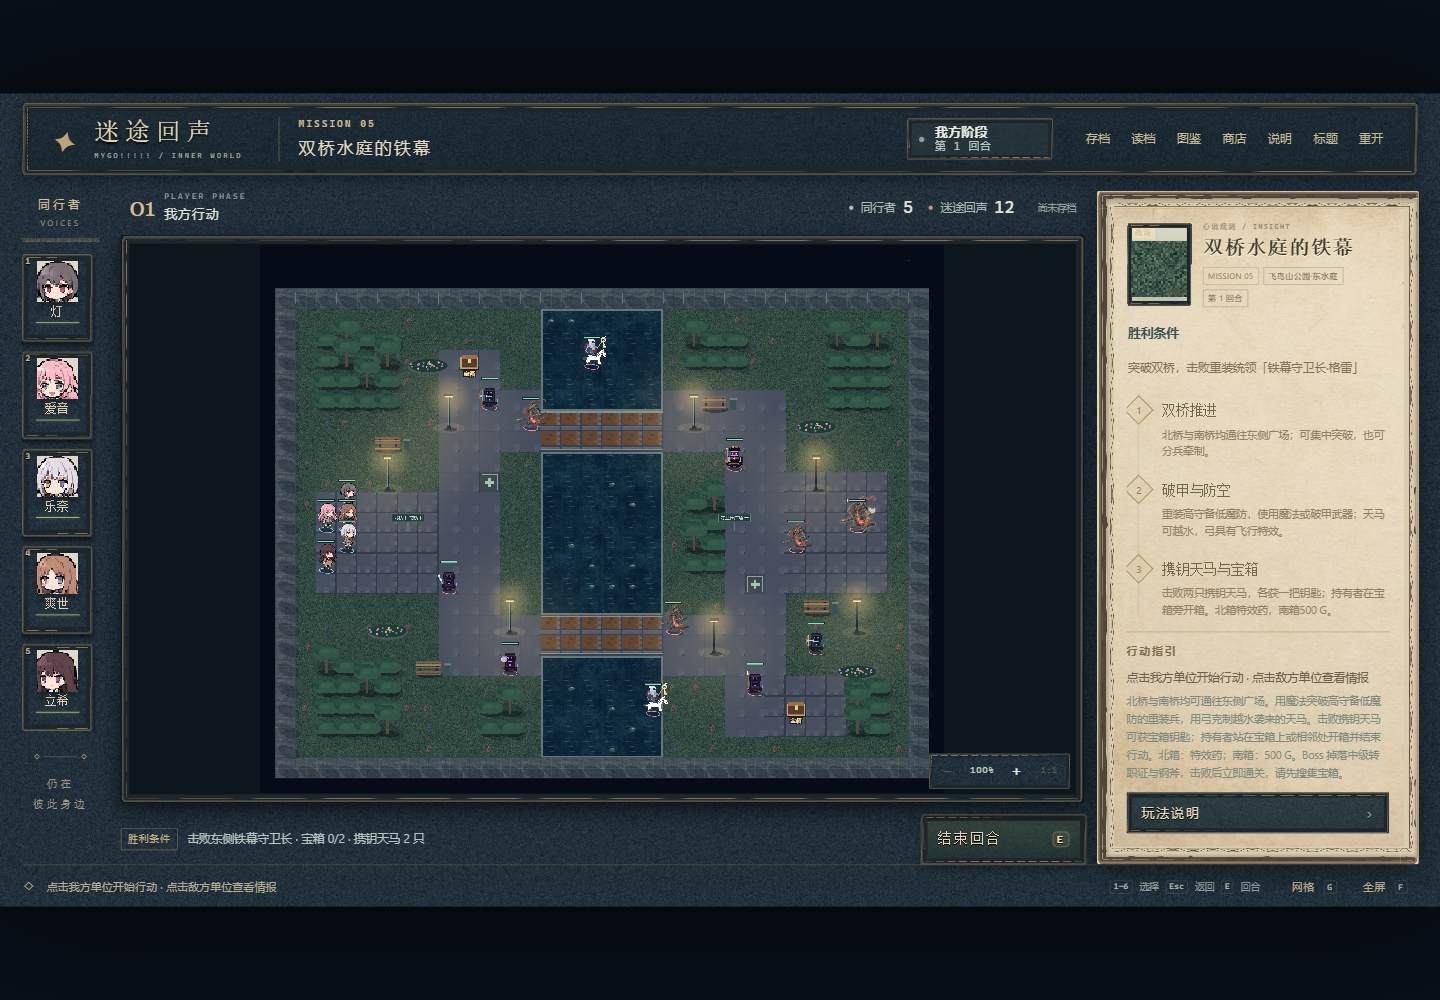 迷途回声
MYGO!!!!! / INNER WORLD
MISSION 05
双桥水庭的铁幕
我方阶段
第 1 回合
存档 读档 图鉴 商店 说明 标题 重开
同行者
VOICES
1
灯
2
爱音
3
乐奈
4
爽世
5
立希
仍在
彼此身边
01
PLAYER PHASE
我方行动
同行者 5
迷途回声 12
尚未存档
宝箱
宝箱
100%
+
1:1
胜利条件
击败东侧铁幕守卫长 · 宝箱 0/2 · 携钥天马 2 只
结束回合 E
心境观测 / INSIGHT
双桥水庭的铁幕
MISSION 05
飞鸟山公园·东水庭
第 1 回合
胜利条件
突破双桥，击败重装统领「铁幕守卫长·格雷」
1
双桥推进
北桥与南桥均通往东侧广场；可集中突破，也可
分兵牵制。
2
破甲与防空
重装高守备低魔防，使用魔法或破甲武器；天马
可越水，弓具有飞行特效。
3
携钥天马与宝箱
击败两只携钥天马，各获一把钥匙；持有者在宝
箱旁开箱。北箱特效药，南箱500 G。
行动指引
点击我方单位开始行动 · 点击敌方单位查看情报
北桥与南桥均可通往东侧广场。用魔法突破高守备低魔
防的重装兵，用弓克制越水袭来的天马。击败携钥天马
可获宝箱钥匙；持有者站在宝箱上或相邻处开箱并结束
行动。北箱：特效药；南箱：500 G。Boss 掉落中级转
职证与钢斧，击败后立即通关，请先搜集宝箱。
玩法说明 ›
点击我方单位开始行动 · 点击敌方单位查看情报
1-6 选择 Esc 返回 E 回合 网格 G 全屏 F